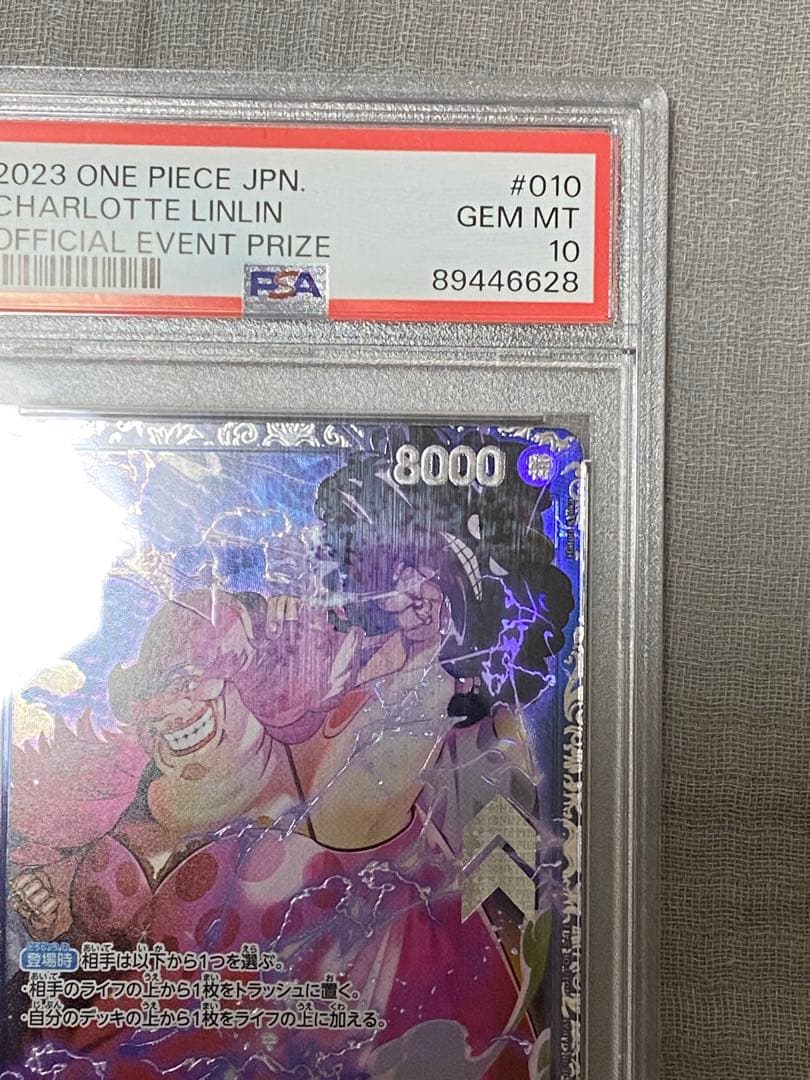 2023 ONE PIECE JPN. #010
CHARLOTTE LINLIN GEM MT
OFFICIAL EVENT PRIZE 10
PSA 89446628
8000
特
登場時 相手は以下から1つを選ぶ。
・相手のライフの上から1枚をトラッシュに置く。
・自分のデッキの上から1枚をライフの上に加える。